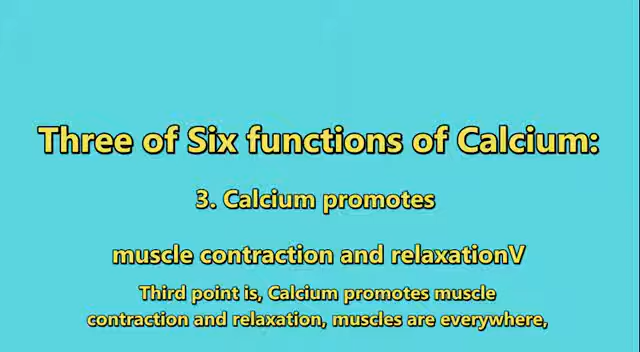 Three of Six functions of Calcium:
3. Calcium promotes
muscle contraction and relaxationV
Third point is, Calcium promotes muscle
contraction and relaxation, muscles are everywhere,